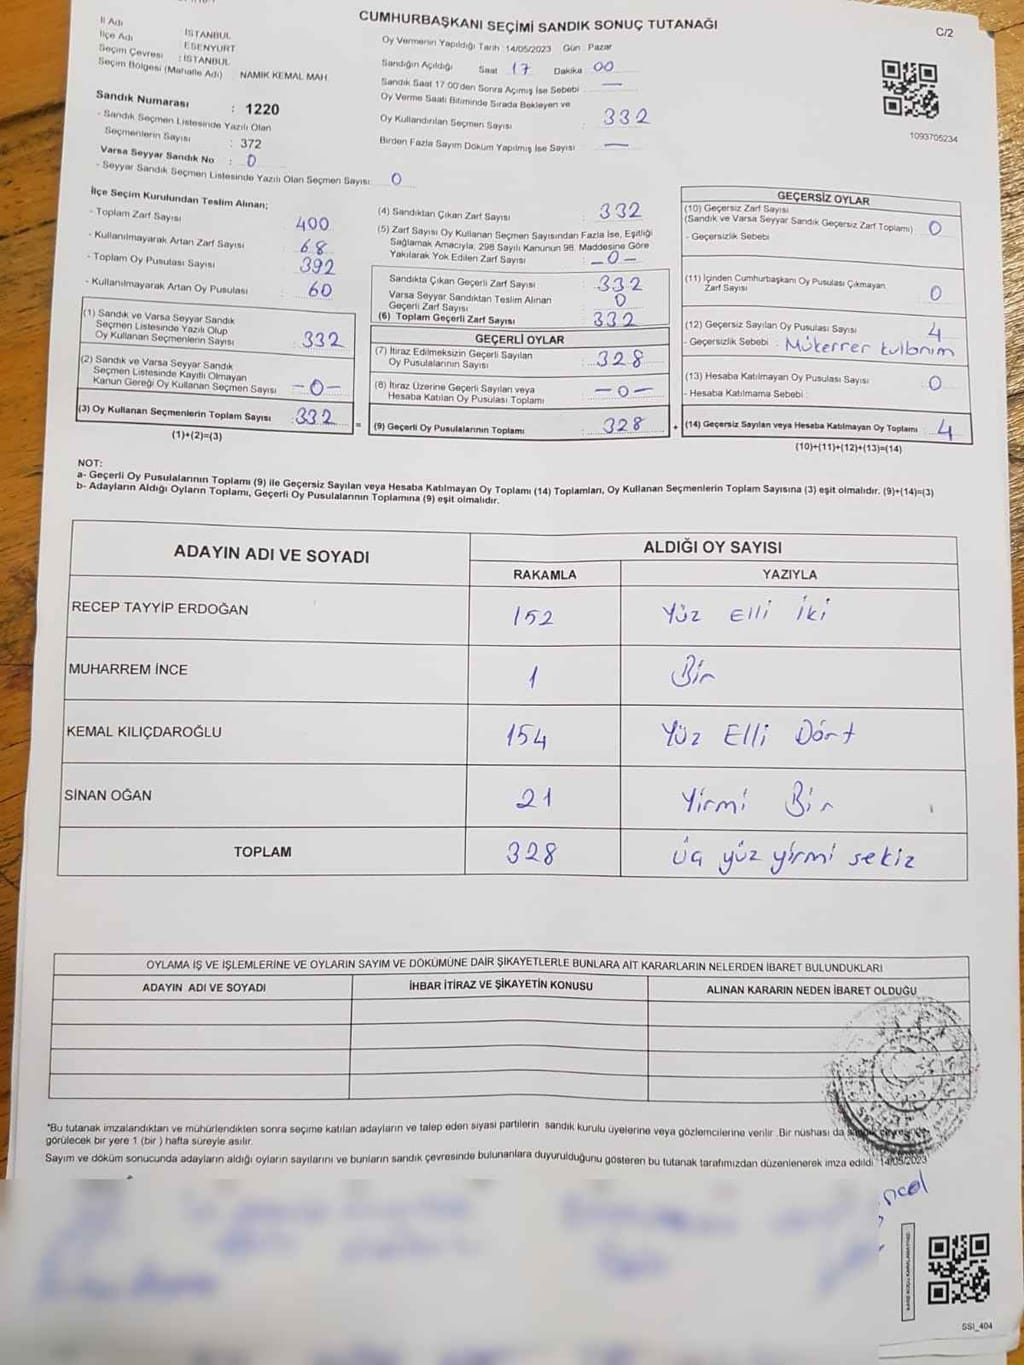 CUMHURBAŞKANI SEÇİMİ SANDIK SONUÇ TUTANAĞI
C/2
İl Adı : İSTANBUL
İlçe Adı : ESENYURT
Seçim Çevresi : İSTANBUL
Seçim Bölgesi (Mahalle Adı) NAMIK KEMAL MAH
Sandık Numarası : 1220
- Sandık Seçmen Listesinde Yazılı Olan
Seçmenlerin Sayısı : 372
Varsa Seyyar Sandık No : 0
- Seyyar Sandık Seçmen Listesinde Yazılı Olan Seçmen Sayısı: 0
Oy Vermenin Yapıldığı Tarih 14/05/2023 Gün Pazar
Sandığın Açıldığı Saat 17 Dakika 00
Sandık Saat 17 00'den Sonra Açımış İse Sebebi —
Oy Verme Saati Bitiminde Sırada Bekleyen ve
Oy Kullandırılan Seçmen Sayısı : 332
Birden Fazla Sayım Döküm Yapılmış İse Sayısı : —
1093705234
İlçe Seçim Kurulundan Teslim Alınan;
- Toplam Zarf Sayısı : 400
- Kullanılmayarak Artan Zarf Sayısı : 68
- Toplam Oy Pusulası Sayısı : 392
- Kullanılmayarak Artan Oy Pusulası : 60
(1) Sandık ve Varsa Seyyar Sandık
Seçmen Listesinde Yazılı Olup
Oy Kullanan Seçmenlerin Sayısı : 332
(2) Sandık ve Varsa Seyyar Sandık
Seçmen Listesinde Kayıtlı Olmayan
Kanun Gereği Oy Kullanan Seçmen Sayısı : -0-
(3) Oy Kullanan Seçmenlerin Toplam Sayısı : 332
(1)+(2)=(3)
=
(4) Sandıktan Çıkan Zarf Sayısı : 332
(5) Zarf Sayısı Oy Kullanan Seçmen Sayısından Fazla İse, Eşitliği
Sağlamak Amacıyla, 298 Sayılı Kanunun 98. Maddesine Göre
Yakılarak Yok Edilen Zarf Sayısı : -0-
Sandıkta Çıkan Geçerli Zarf Sayısı : 332
Varsa Seyyar Sandıktan Teslim Alınan
Geçerli Zarf Sayısı : 0
(6) Toplam Geçerli Zarf Sayısı : 332
GEÇERLİ OYLAR
(7) İtiraz Edilmeksizin Geçerli Sayılan
Oy Pusulalarının Sayısı : 328
(8) İtiraz Üzerine Geçerli Sayılan veya
Hesaba Katılan Oy Pusulası Toplamı : -0-
(9) Geçerli Oy Pusulalarının Toplamı : 328
+
GEÇERSİZ OYLAR
(10) Geçersiz Zarf Sayısı
(Sandık ve Varsa Seyyar Sandık Geçersiz Zarf Toplamı) : 0
- Geçersizlik Sebebi
(11) İçinden Cumhurbaşkanı Oy Pusulası Çıkmayan
Zarf Sayısı : 0
(12) Geçersiz Sayılan Oy Pusulası Sayısı : 4
- Geçersizlik Sebebi : Mükerrer kullanım
(13) Hesaba Katılmayan Oy Pusulası Sayısı : 0
- Hesaba Katılmama Sebebi :
(14) Geçersiz Sayılan veya Hesaba Katılmayan Oy Toplamı : 4
(10)+(11)+(12)+(13)=(14)
NOT:
a- Geçerli Oy Pusulalarının Toplamı (9) ile Geçersiz Sayılan veya Hesaba Katılmayan Oy Toplamı (14) Toplamları, Oy Kullanan Seçmenlerin Toplam Sayısına (3) eşit olmalıdır. (9)+(14)=(3)
b- Adayların Aldığı Oyların Toplamı, Geçerli Oy Pusulalarının Toplamına (9) eşit olmalıdır.
ADAYIN ADI VE SOYADI
ALDIĞI OY SAYISI
RAKAMLA YAZIYLA
RECEP TAYYİP ERDOĞAN 152 Yüz Elli İki
MUHARREM İNCE 1 Bir
KEMAL KILIÇDAROĞLU 154 Yüz Elli Dört
SİNAN OĞAN 21 Yirmi Bir
TOPLAM 328 üç yüz yirmi sekiz
OYLAMA İŞ VE İŞLEMLERİNE VE OYLARIN SAYIM VE DÖKÜMÜNE DAİR ŞİKAYETLERLE BUNLARA AİT KARARLARIN NELERDEN İBARET BULUNDUKLARI
ADAYIN ADI VE SOYADI İHBAR İTİRAZ VE ŞİKAYETİN KONUSU ALINAN KARARIN NEDEN İBARET OLDUĞU
*Bu tutanak imzalandıktan ve mühürlendikten sonra seçime katılan adayların ve talep eden siyasi partilerin sandık kurulu üyelerine veya gözlemcilerine verilir .Bir nüshası da sandık çevresinde
görülecek bir yere 1 (bir ) hafta süreyle asılır.
Sayım ve döküm sonucunda adayların aldığı oyların sayılarını ve bunların sandık çevresinde bulunanlara duyurulduğunu gösteren bu tutanak tarafımızdan düzenlenerek imza edildi 14/05/2023
SSI_404